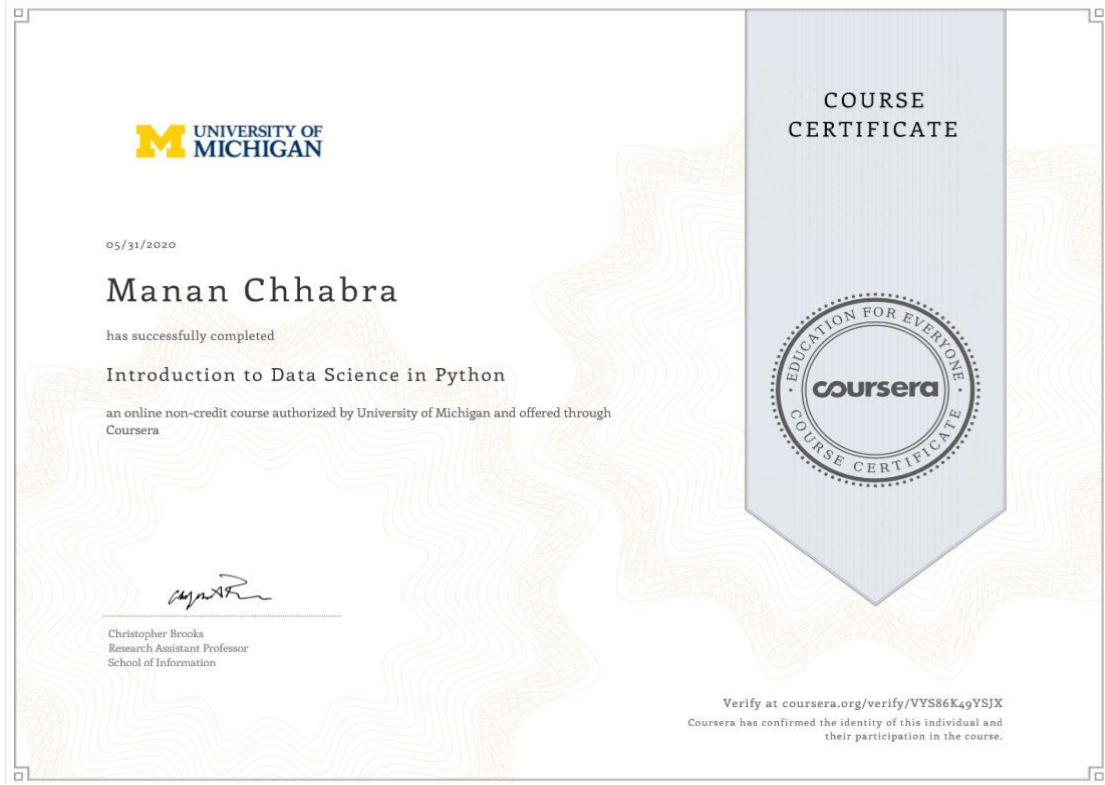 UNIVERSITY OF
MICHIGAN
05/31/2020
Manan Chhabra
has successfully completed
Introduction to Data Science in Python
an online non-credit course authorized by University of Michigan and offered through
Coursera
Christopher Brooks
Research Assistant Professor
School of Information
COURSE
CERTIFICATE
EDUCATION FOR EVERYONE
coursera
COURSE CERTIFICATE
Verify at coursera.org/verify/VYS86K49YSJX
Coursera has confirmed the identity of this individual and
their participation in the course.